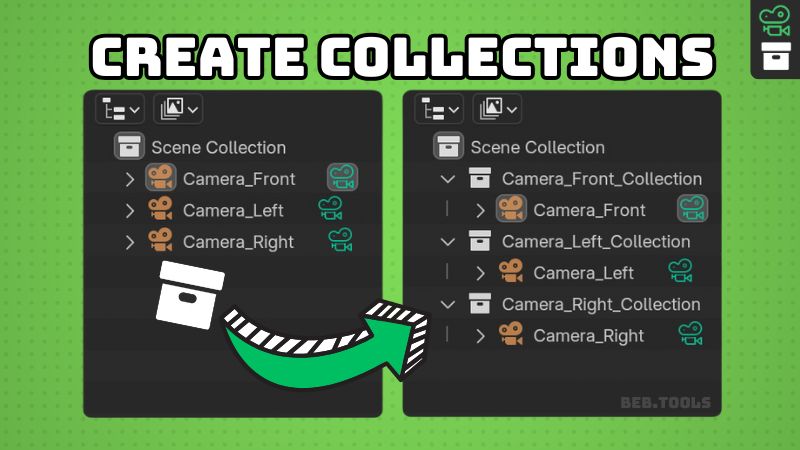 CREATE COLLECTIONS
Scene Collection
Camera_Front
Camera_Left
Camera_Right
Scene Collection
Camera_Front_Collection
Camera_Front
Camera_Left_Collection
Camera_Left
Camera_Right_Collection
Camera_Right
BEB.TOOLS